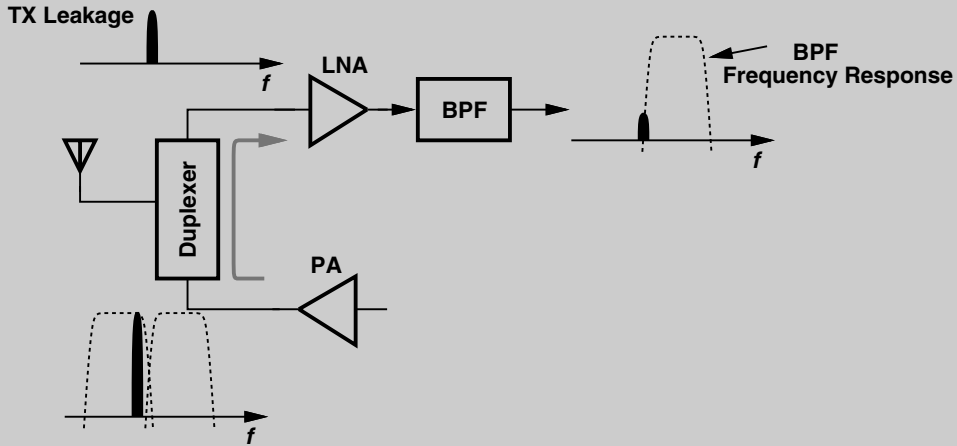 TX Leakage
f
LNA
BPF
BPF
Frequency Response
f
Duplexer
PA
f